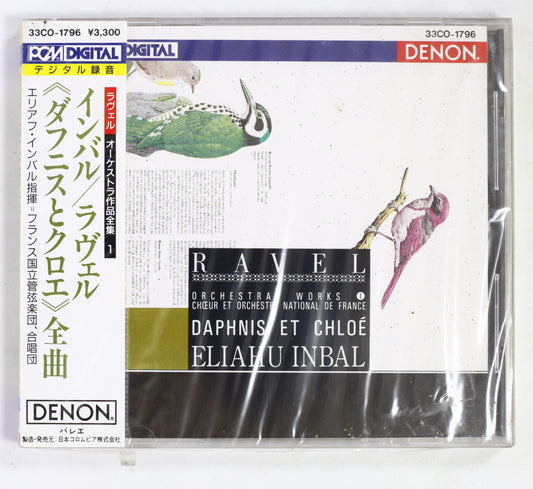 33CO-1796 ¥3,300
PCM DIGITAL
デジタル録音
ラヴェル オーケストラ作品全集 1
インバル／ラヴェル
《ダフニスとクロエ》全曲
エリアフ・インバル指揮=フランス国立管弦楽団、合唱団
DENON®
バレエ
製造・発売元:日本コロムビア株式会社
33CO-1796
DIGITAL
DENON®
RAVEL
ORCHESTRAL WORKS 1
CHŒUR ET ORCHESTRE NATIONAL DE FRANCE
DAPHNIS ET CHLOÉ
ELIAHU INBAL